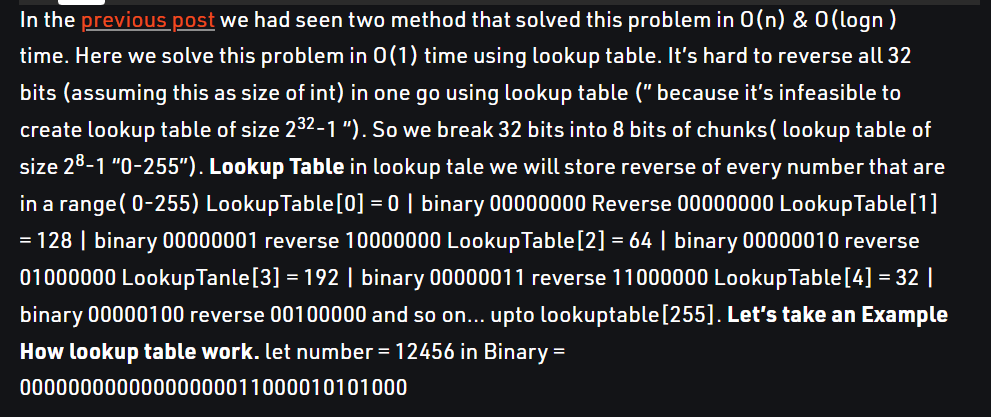 In the previous post we had seen two method that solved this problem in O(n) & O(logn )
time. Here we solve this problem in O(1) time using lookup table. It's hard to reverse all 32
bits (assuming this as size of int) in one go using lookup table (" because it's infeasible to
create lookup table of size 2³²-1 "). So we break 32 bits into 8 bits of chunks( lookup table of
size 2⁸-1 "0-255"). Lookup Table in lookup tale we will store reverse of every number that are
in a range( 0-255) LookupTable[0] = 0 | binary 00000000 Reverse 00000000 LookupTable[1]
= 128 | binary 00000001 reverse 10000000 LookupTable[2] = 64 | binary 00000010 reverse
01000000 LookupTanle[3] = 192 | binary 00000011 reverse 11000000 LookupTable[4] = 32 |
binary 00000100 reverse 00100000 and so on... upto lookuptable[255]. Let's take an Example
How lookup table work. let number = 12456 in Binary =
00000000000000000011000010101000